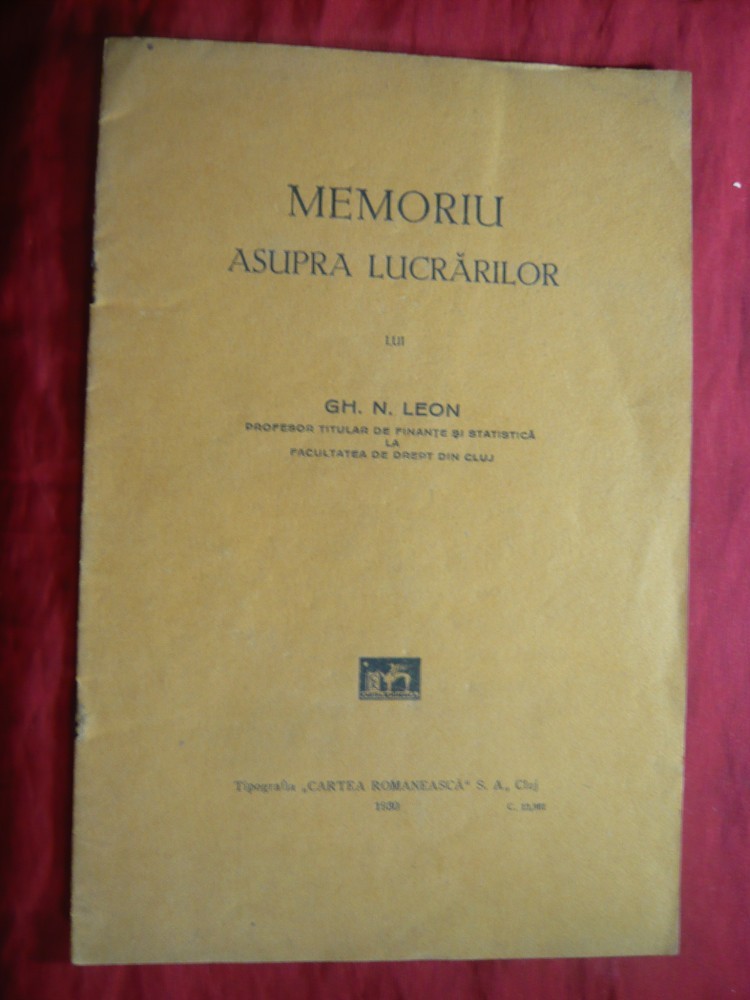 MEMORIU
ASUPRA LUCRĂRILOR
LUI
GH. N. LEON
PROFESOR TITULAR DE FINANȚE ȘI STATISTICĂ
LA
FACULTATEA DE DREPT DIN CLUJ
Tipografia „CARTEA ROMANEASCĂ“ S. A., Cluj
C.